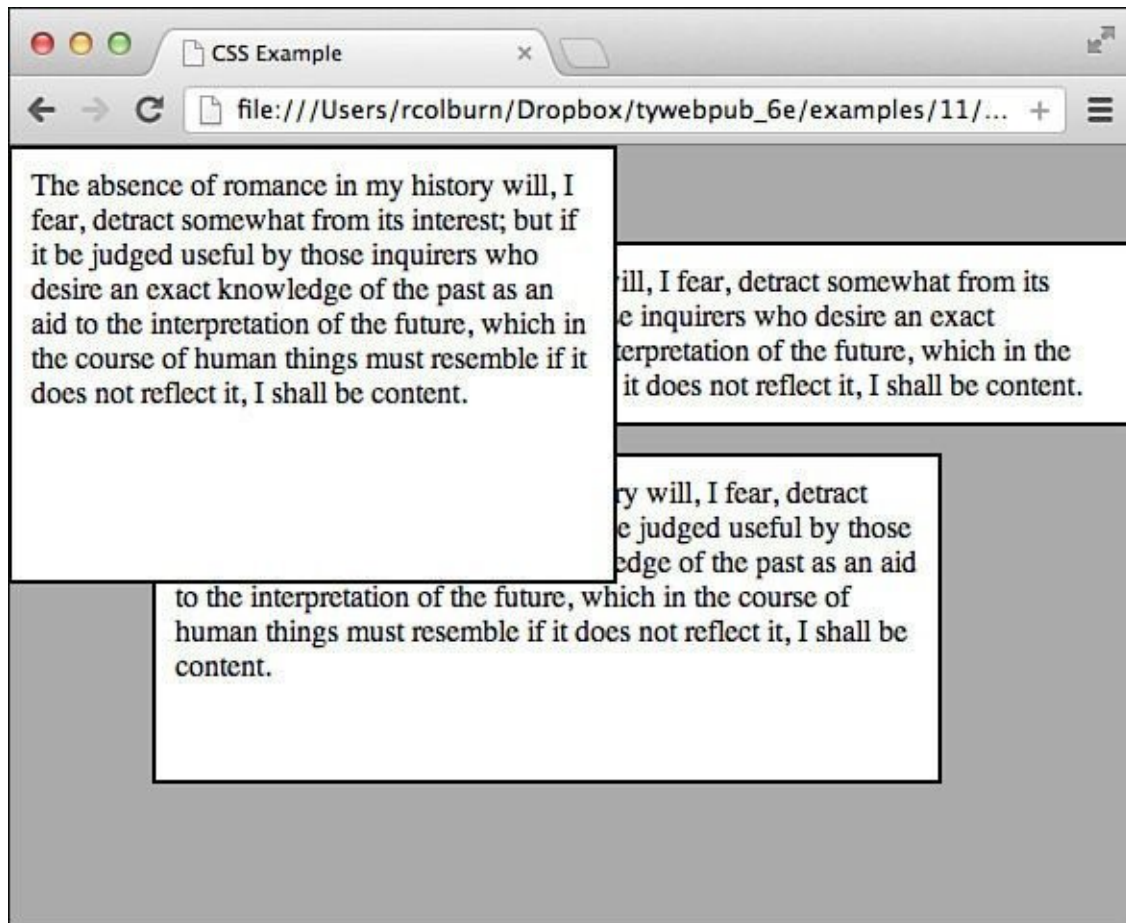 CSS Example
file:///Users/rcolburn/Dropbox/tywebpub_6e/examples/11/...
The absence of romance in my history will, I
fear, detract somewhat from its interest; but if
it be judged useful by those inquirers who
desire an exact knowledge of the past as an
aid to the interpretation of the future, which in
the course of human things must resemble if it
does not reflect it, I shall be content.
I fear, detract somewhat from its
inquirers who desire an exact
of the future, which in the
it does not reflect it, I shall be content.
will, I fear, detract
judged useful by those
of the past as an aid
to the interpretation of the future, which in the course of
human things must resemble if it does not reflect it, I shall be
content.